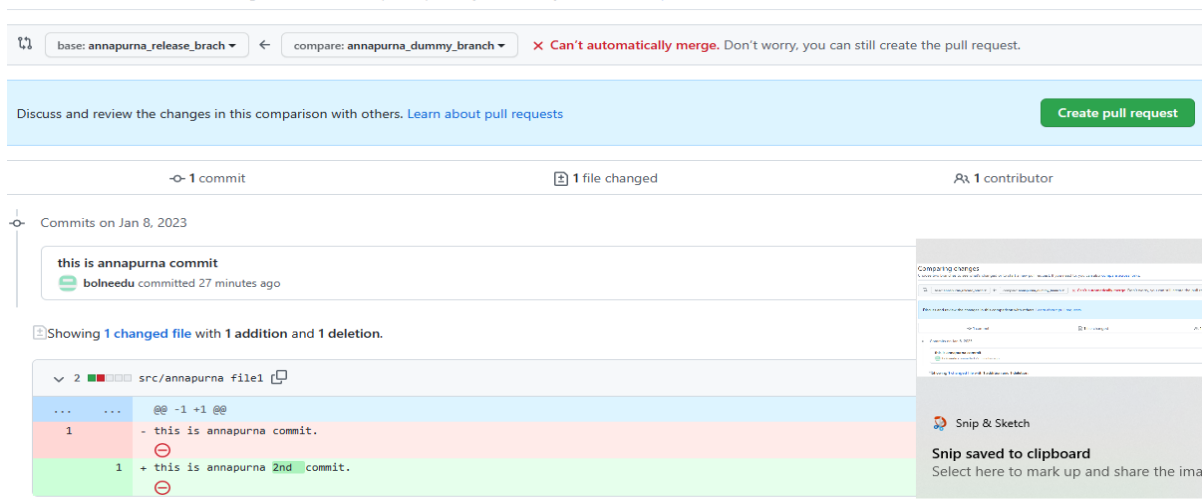 base: annapurna_release_brach ← compare: annapurna_dummy_branch × Can't automatically merge. Don't worry, you can still create the pull request.
Discuss and review the changes in this comparison with others. Learn about pull requests
Create pull request
1 commit
1 file changed
1 contributor
Commits on Jan 8, 2023
this is annapurna commit
bolneedu committed 27 minutes ago
Showing 1 changed file with 1 addition and 1 deletion.
2 src/annapurna file1
... ... @@ -1 +1 @@
1 - this is annapurna commit.
1 + this is annapurna 2nd commit.
Comparing changes
Snip & Sketch
Snip saved to clipboard
Select here to mark up and share the ima